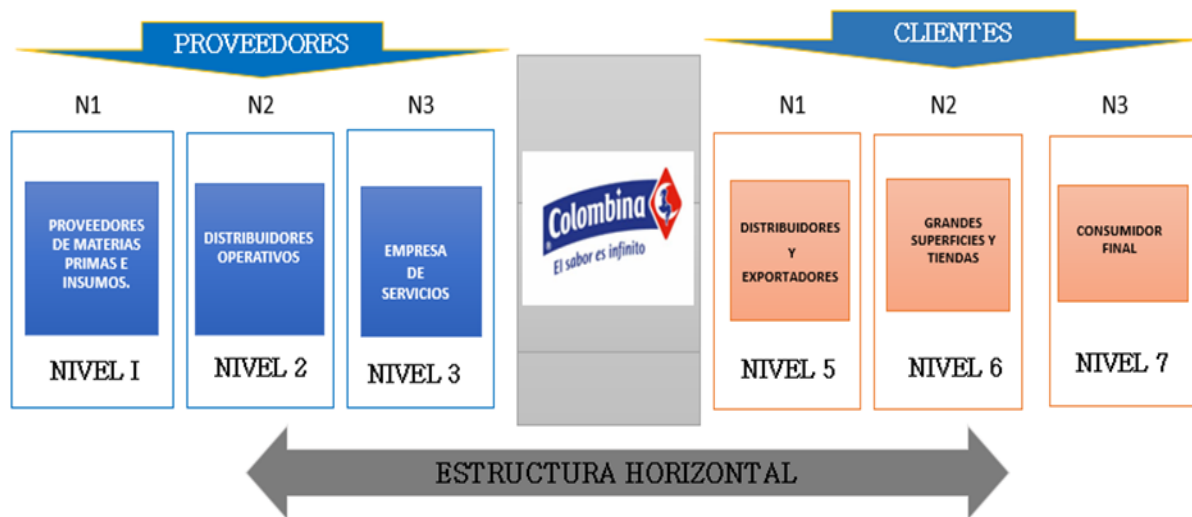 PROVEEDORES
CLIENTES
N1
N2
N3
N1
N2
N3
PROVEEDORES
DE MATERIAS
PRIMAS E
INSUMOS.
NIVEL I
DISTRIBUIDORES
OPERATIVOS
NIVEL 2
EMPRESA
DE
SERVICIOS
NIVEL 3
Colombina
®
El sabor es infinito
DISTRIBUIDORES
Y
EXPORTADORES
NIVEL 5
GRANDES
SUPERFICIES Y
TIENDAS
NIVEL 6
CONSUMIDOR
FINAL
NIVEL 7
ESTRUCTURA HORIZONTAL